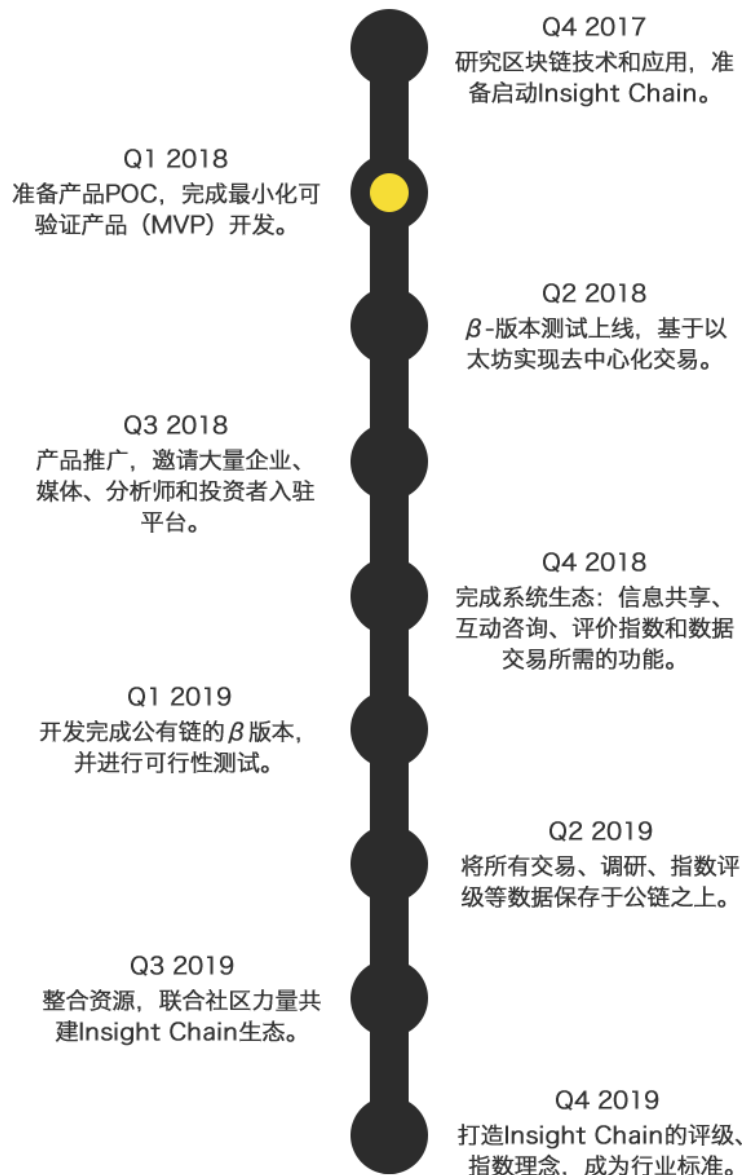 Q4 2017
研究区块链技术和应用，准
备启动Insight Chain。
Q1 2018
准备产品POC，完成最小化可
验证产品（MVP）开发。
Q2 2018
β-版本测试上线，基于以
太坊实现去中心化交易。
Q3 2018
产品推广，邀请大量企业、
媒体、分析师和投资者入驻
平台。
Q4 2018
完成系统生态：信息共享、
互动咨询、评价指数和数据
交易所需的功能。
Q1 2019
开发完成公有链的β版本，
并进行可行性测试。
Q2 2019
将所有交易、调研、指数评
级等数据保存于公链之上。
Q3 2019
整合资源，联合社区力量共
建Insight Chain生态。
Q4 2019
打造Insight Chain的评级、
指数理念，成为行业标准。